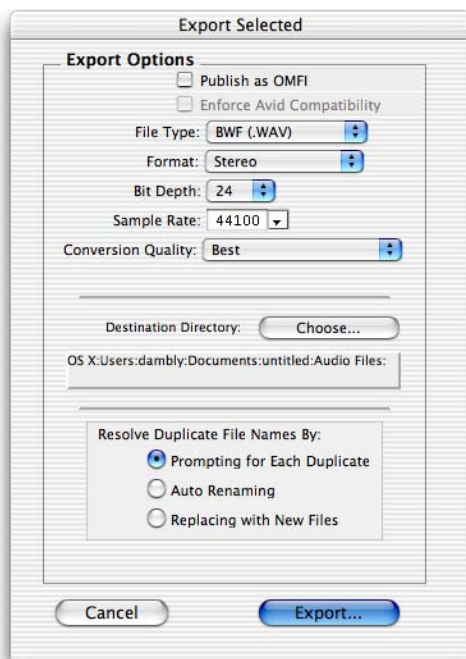 Export Selected
Export Options
Publish as OMFI
Enforce Avid Compatibility
File Type: BWF (.WAV)
Format: Stereo
Bit Depth: 24
Sample Rate: 44100
Conversion Quality: Best
Destination Directory: Choose...
OS X:Users:dambly:Documents:untitled:Audio Files:
Resolve Duplicate File Names By:
Prompting for Each Duplicate
Auto Renaming
Replacing with New Files
Cancel Export...